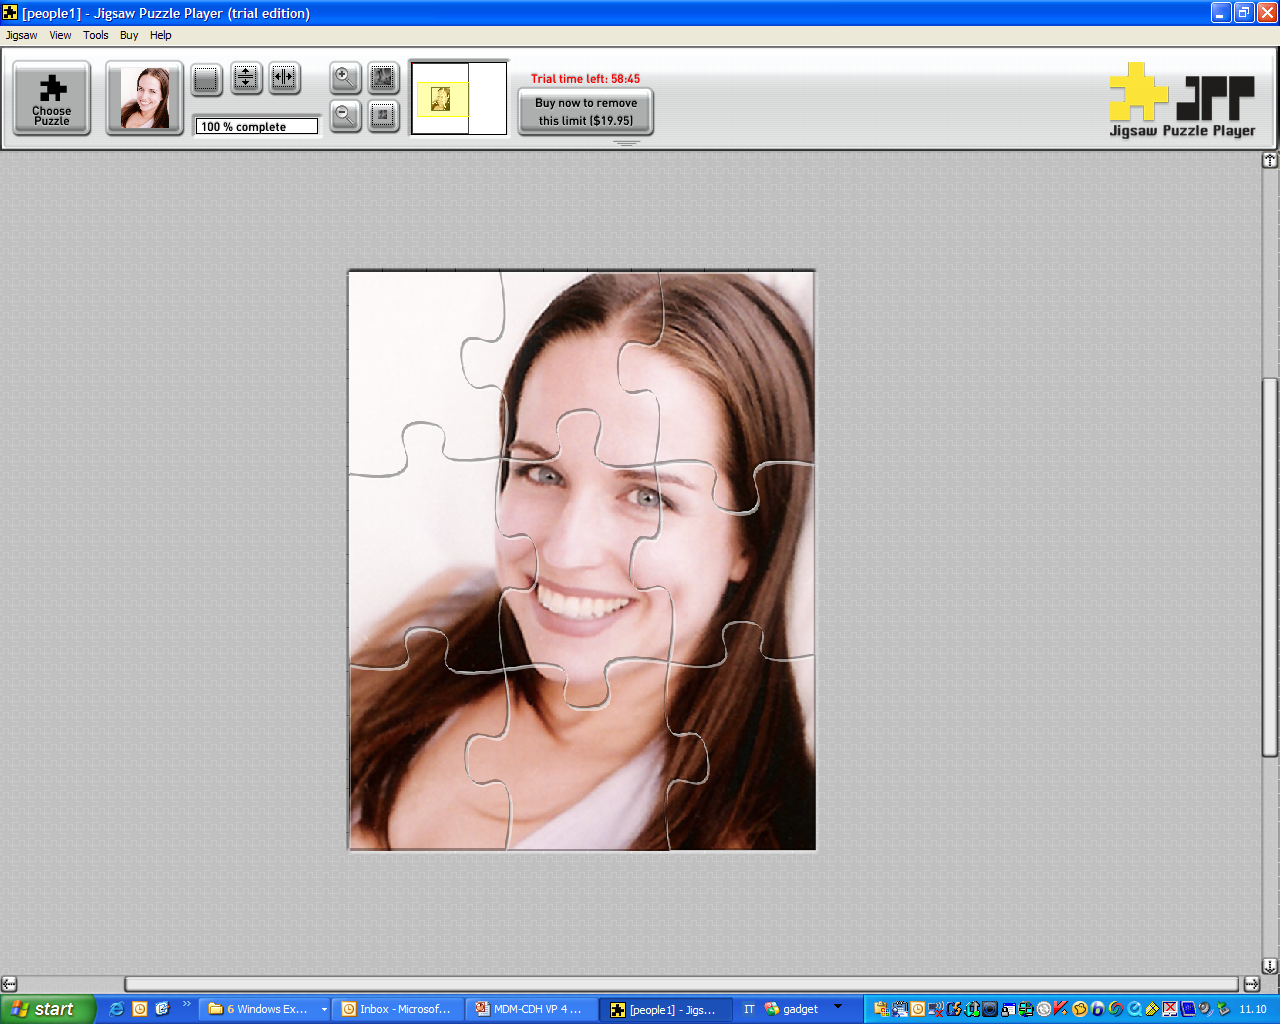 [people1] - Jigsaw Puzzle Player (trial edition)
Jigsaw View Tools Buy Help
Choose
Puzzle
100 % complete
Trial time left: 58:45
Buy now to remove
this limit ($19.95)
JPP
Jigsaw Puzzle Player
start
6 Windows Ex...
Inbox - Microsof...
MDM-CDH VP 4 ...
[people1] - Jigs...
IT
gadget
11.10